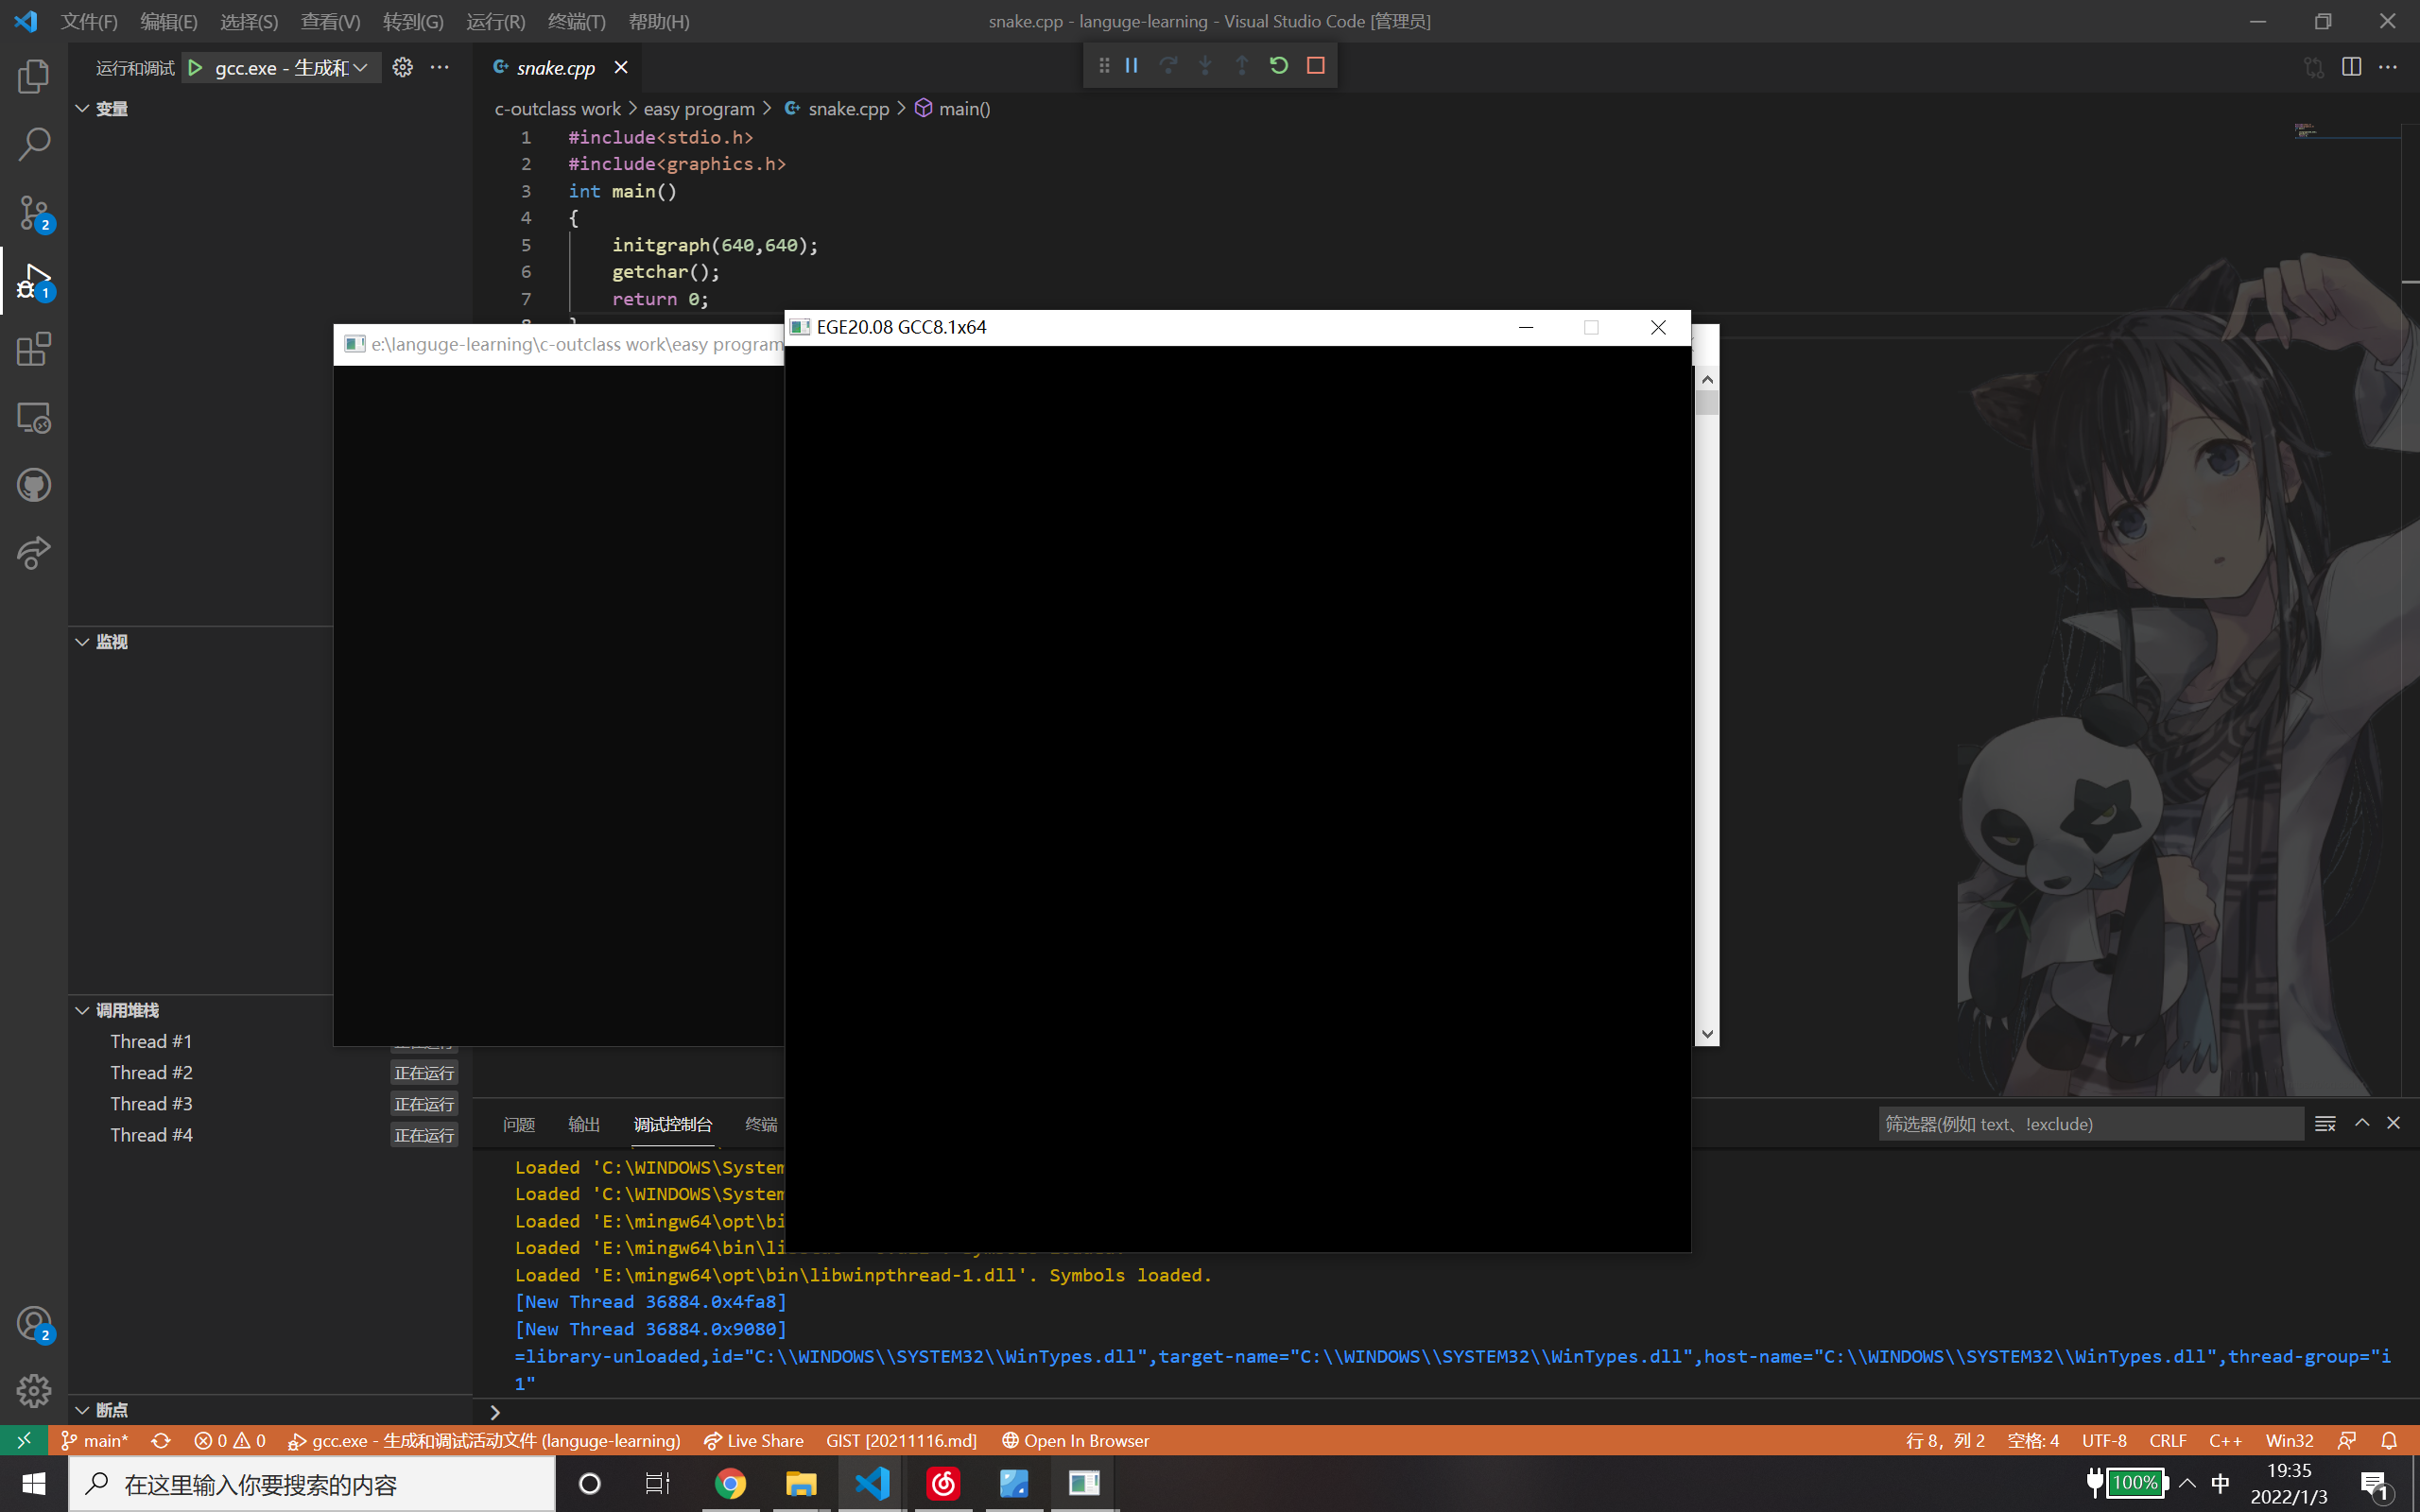 文件(F) 编辑(E) 选择(S) 查看(V) 转到(G) 运行(R) 终端(T) 帮助(H) snake.cpp - languge-learning - Visual Studio Code [管理员]
运行和调试 gcc.exe - 生成和 snake.cpp
变量
c-outclass work > easy program > snake.cpp > main()
1 #include<stdio.h>
2 #include<graphics.h>
3 int main()
4 {
5 initgraph(640,640);
6 getchar();
7 return 0;
2
1
e:\languge-learning\c-outclass work\easy program
EGE20.08 GCC8.1x64
监视
调用堆栈
Thread #1
Thread #2 正在运行
Thread #3 正在运行
Thread #4 正在运行
断点
问题 输出 调试控制台 终端 筛选器(例如 text、!exclude)
Loaded 'C:\WINDOWS\System
Loaded 'C:\WINDOWS\System
Loaded 'E:\mingw64\opt\bi
Loaded 'E:\mingw64\bin\li
Loaded 'E:\mingw64\opt\bin\libwinpthread-1.dll'. Symbols loaded.
[New Thread 36884.0x4fa8]
[New Thread 36884.0x9080]
=library-unloaded,id="C:\\WINDOWS\\SYSTEM32\\WinTypes.dll",target-name="C:\\WINDOWS\\SYSTEM32\\WinTypes.dll",host-name="C:\\WINDOWS\\SYSTEM32\\WinTypes.dll",thread-group="i
1"
2
main* 0 0 gcc.exe - 生成和调试活动文件 (languge-learning) Live Share GIST [20211116.md] Open In Browser 行 8，列 2 空格: 4 UTF-8 CRLF C++ Win32
在这里输入你要搜索的内容 100% 中 19:35
2022/1/3 1